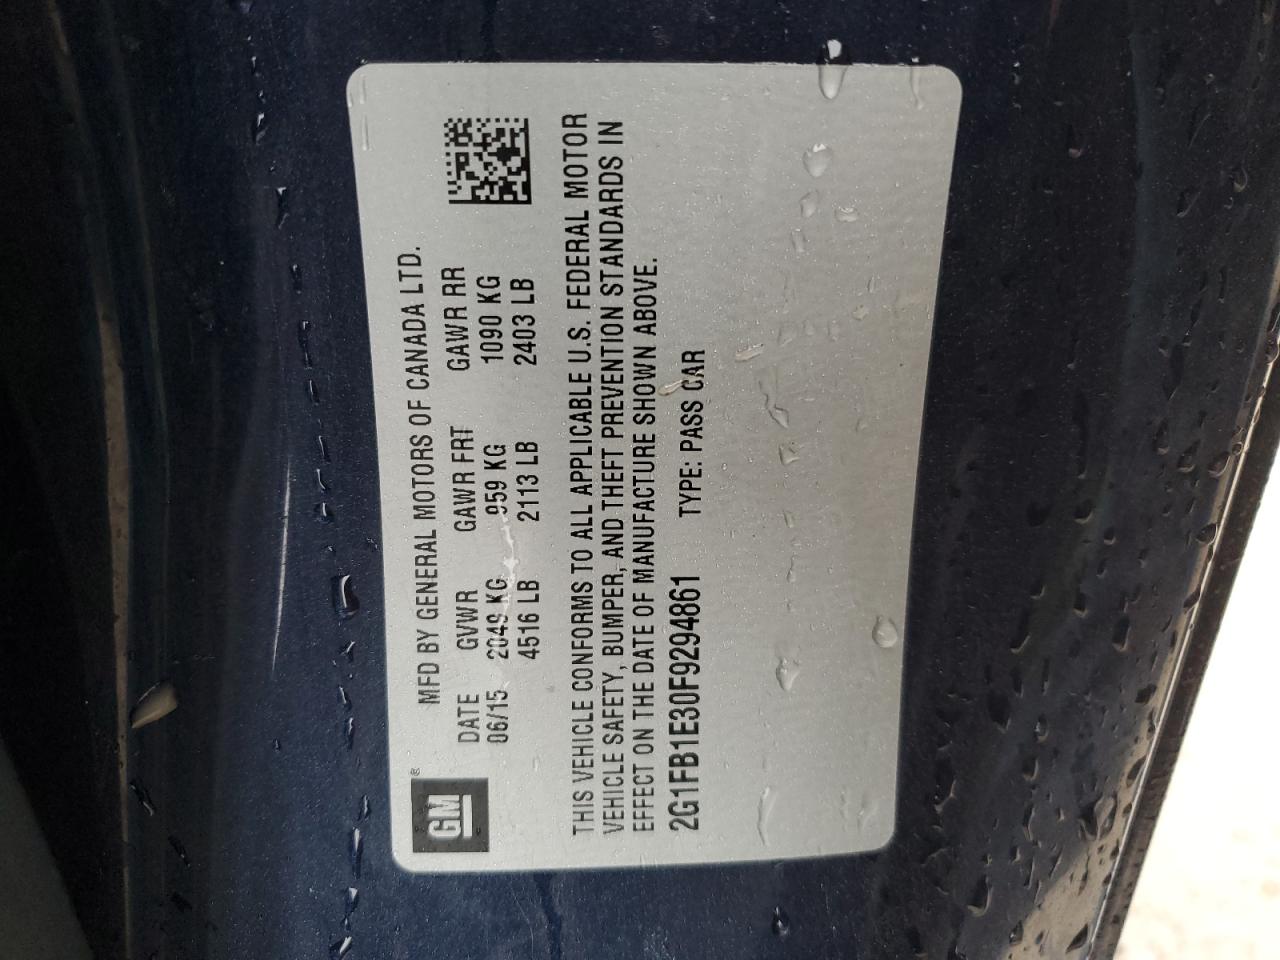 GM ®
MFD BY GENERAL MOTORS OF CANADA LTD.
DATE GVWR GAWR FRT GAWR RR
06/15 2049 KG 959 KG 1090 KG
4516 LB 2113 LB 2403 LB
THIS VEHICLE CONFORMS TO ALL APPLICABLE U.S. FEDERAL MOTOR
VEHICLE SAFETY, BUMPER, AND THEFT PREVENTION STANDARDS IN
EFFECT ON THE DATE OF MANUFACTURE SHOWN ABOVE.
2G1FB1E30F9294861 TYPE: PASS CAR